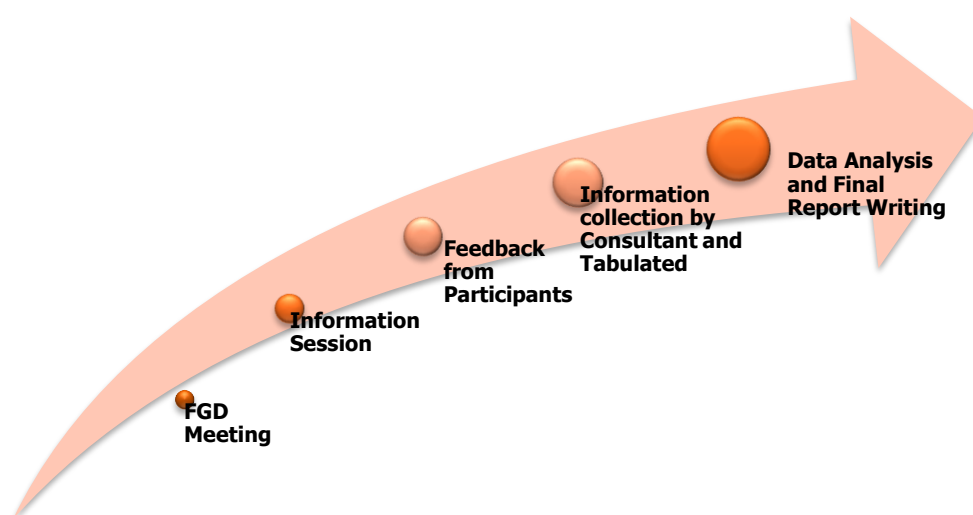 FGD
Meeting
Information
Session
Feedback
from
Participants
Information
collection by
Consultant and
Tabulated
Data Analysis
and Final
Report Writing